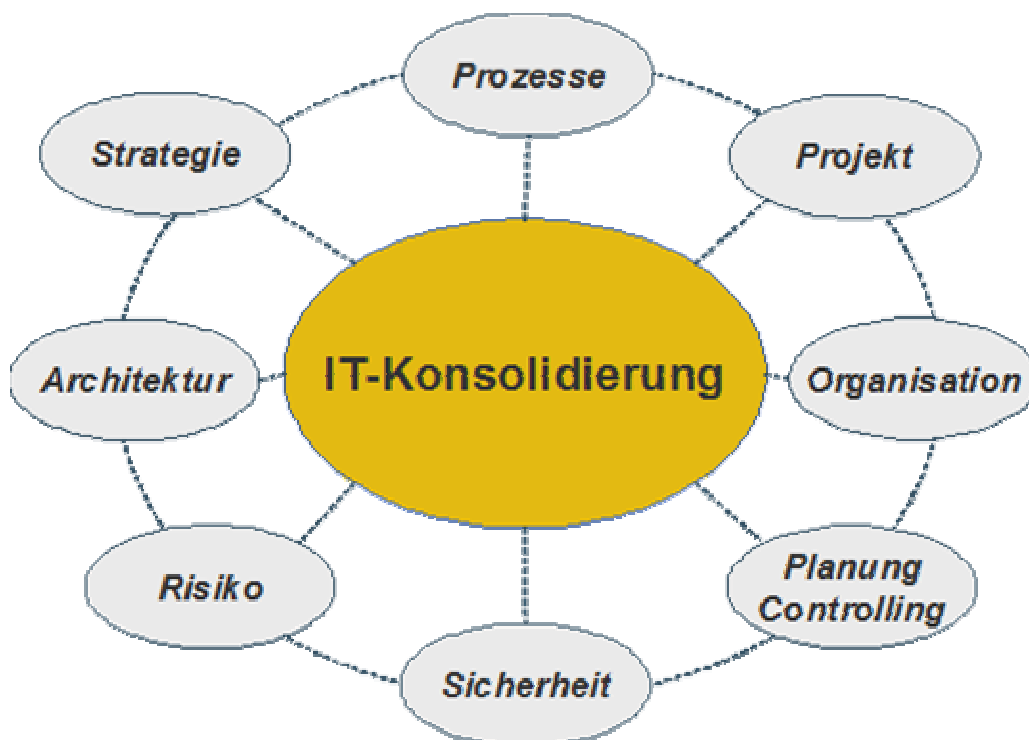 Prozesse
Strategie
Projekt
IT-Konsolidierung
Architektur
Organisation
Risiko
Planung
Controlling
Sicherheit